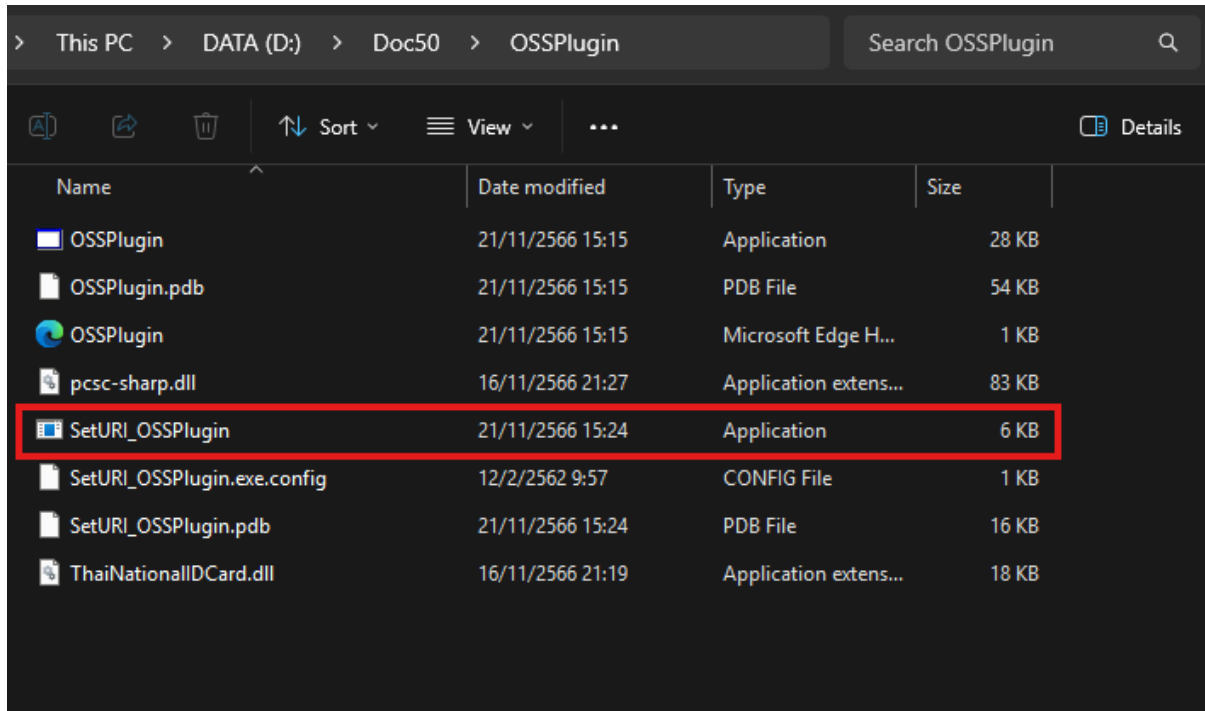 This PC > DATA (D:) > Doc50 > OSSPlugin Search OSSPlugin
Sort View ... Details
Name Date modified Type Size
OSSPlugin 21/11/2566 15:15 Application 28 KB
OSSPlugin.pdb 21/11/2566 15:15 PDB File 54 KB
OSSPlugin 21/11/2566 15:15 Microsoft Edge H... 1 KB
pcsc-sharp.dll 16/11/2566 21:27 Application extens... 83 KB
SetURI_OSSPlugin 21/11/2566 15:24 Application 6 KB
SetURI_OSSPlugin.exe.config 12/2/2562 9:57 CONFIG File 1 KB
SetURI_OSSPlugin.pdb 21/11/2566 15:24 PDB File 16 KB
ThaiNationalIDCard.dll 16/11/2566 21:19 Application extens... 18 KB